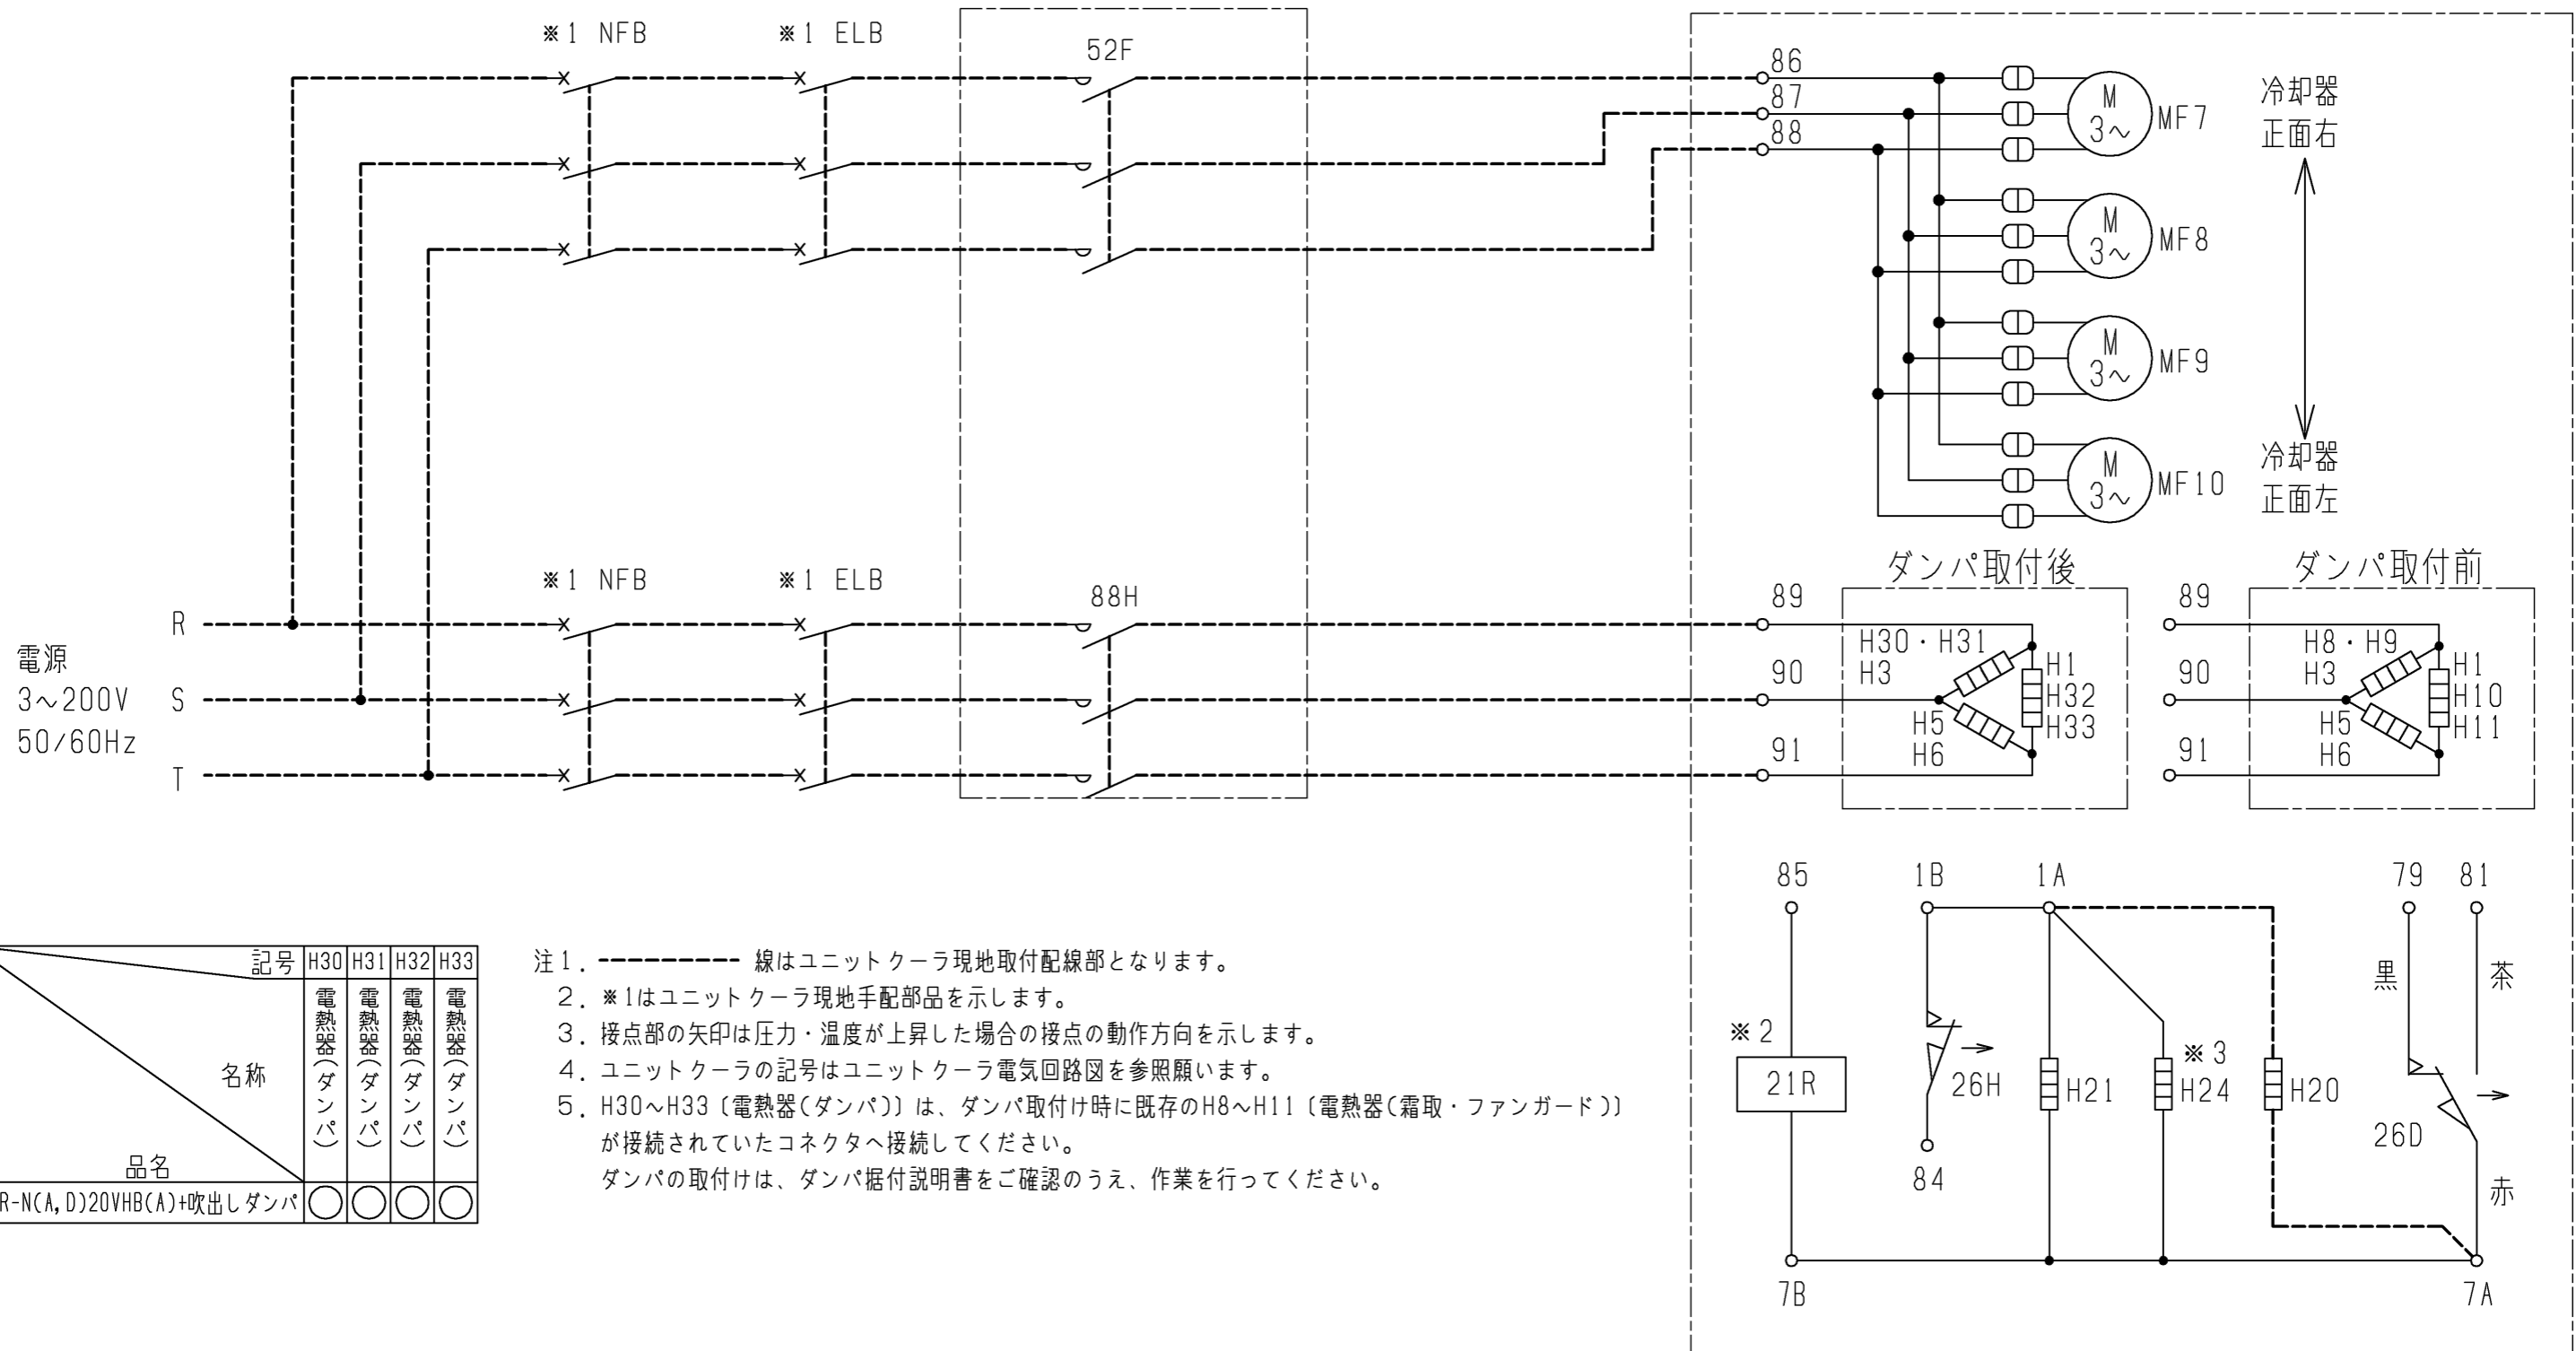 ※1 NFB
※1 ELB
52F
86
87
88
M
3~
MF7
M
3~
MF8
M
3~
MF9
M
3~
MF10
冷却器
正面右
冷却器
正面左
※1 NFB
※1 ELB
88H
電源
3~200V
50/60Hz
R
S
T
89
90
91
ダンパ取付後
H30・H31
H3
H1
H32
H33
H5
H6
ダンパ取付前
89
90
91
H8・H9
H3
H1
H10
H11
H5
H6
85
1B
1A
79
81
黒
茶
※2
21R
26H
84
H21
※3
H24
H20
26D
赤
7B
7A
記号
H30
H31
H32
H33
名称
電熱器(ダンパ)
電熱器(ダンパ)
電熱器(ダンパ)
電熱器(ダンパ)
品名
R-N(A,D)20VHB(A)+吹出しダンパ
○
○
○
○
注1. 線はユニットクーラ現地取付配線部となります。
2. ※1はユニットクーラ現地手配部品を示します。
3. 接点部の矢印は圧力・温度が上昇した場合の接点の動作方向を示します。
4. ユニットクーラの記号はユニットクーラ電気回路図を参照願います。
5. H30~H33〔電熱器(ダンパ)〕は、ダンパ取付け時に既存のH8~H11〔電熱器(霜取・ファンガード)〕
が接続されていたコネクタへ接続してください。
ダンパの取付けは、ダンパ据付説明書をご確認のうえ、作業を行ってください。